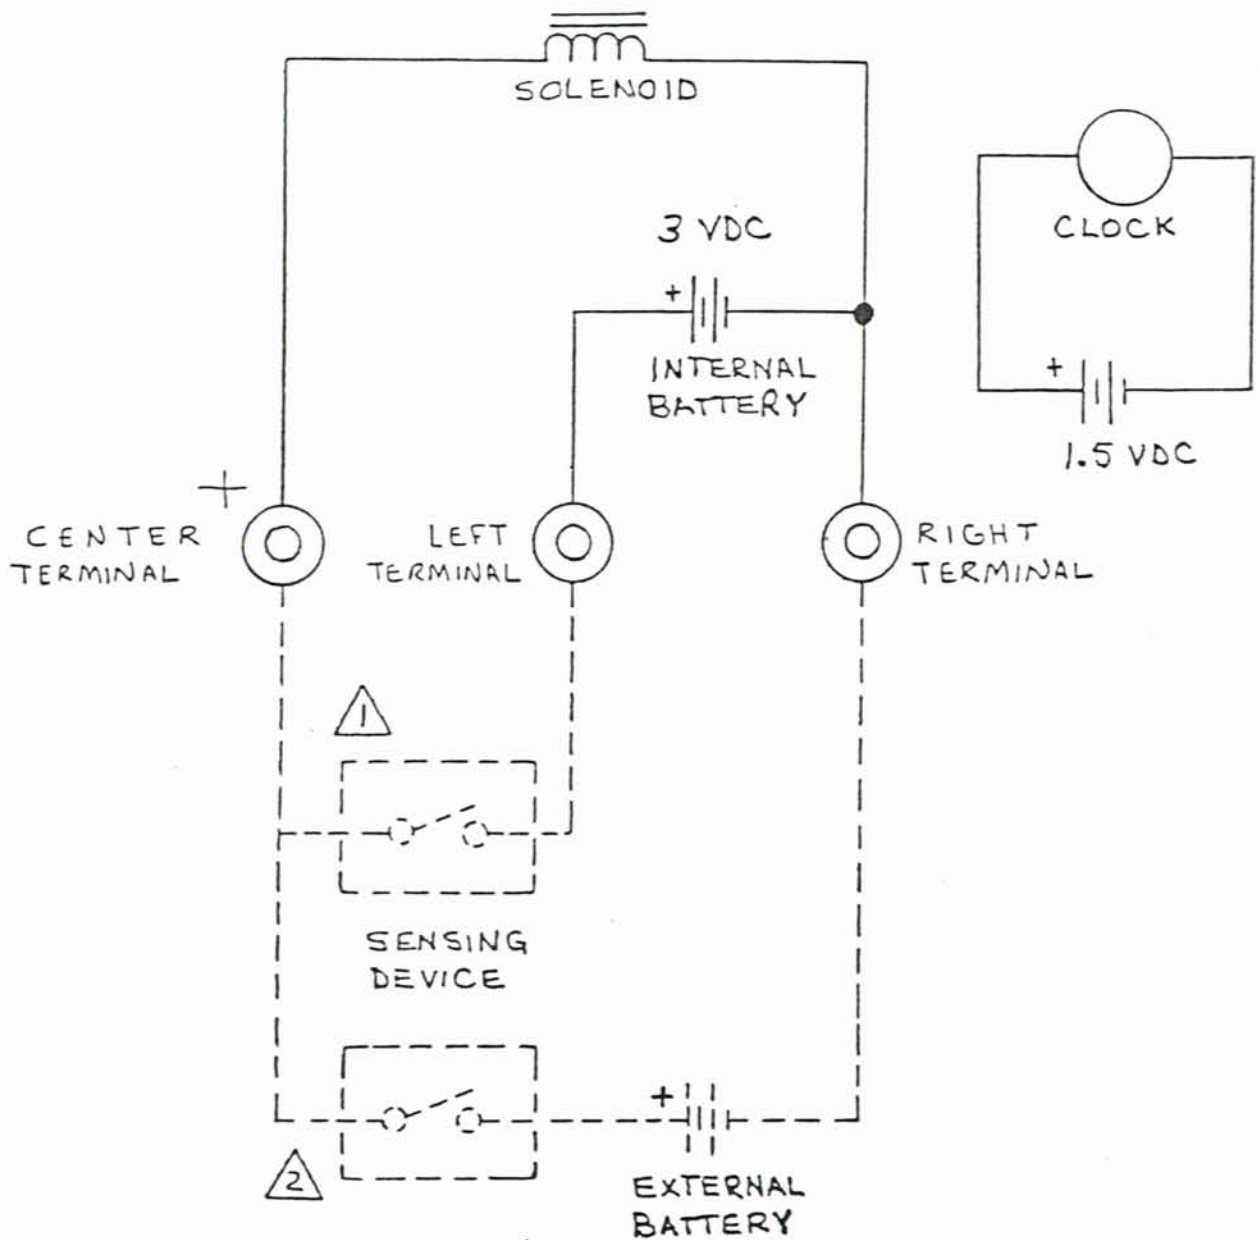 SOLENOID
3 VDC
CLOCK
+
INTERNAL
BATTERY
+
1.5 VDC
+
CENTER
TERMINAL
LEFT
TERMINAL
RIGHT
TERMINAL
1
SENSING
DEVICE
+
2
EXTERNAL
BATTERY